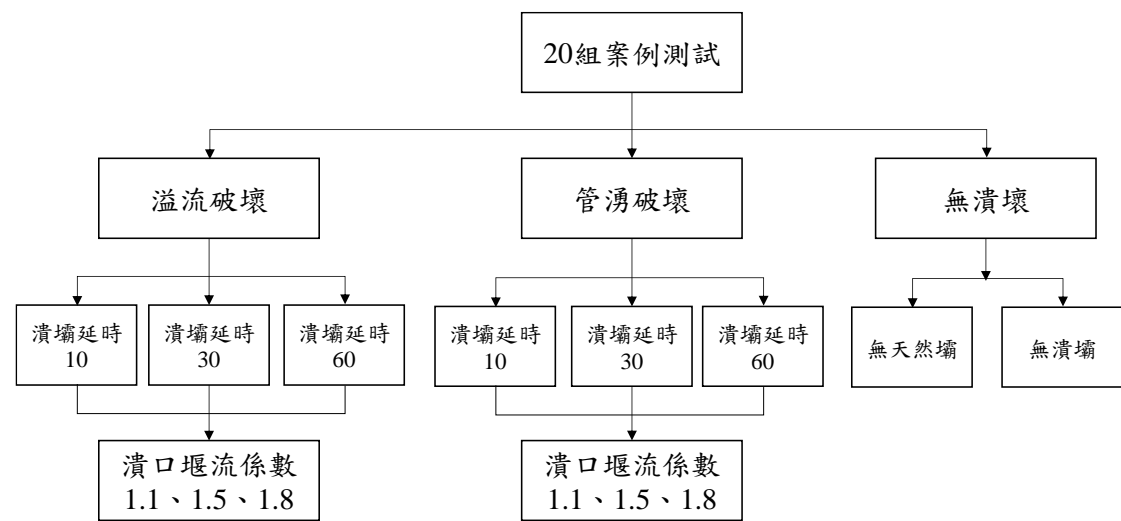 20組案例測試
溢流破壞
管湧破壞
無潰壞
潰壩延時
10
潰壩延時
30
潰壩延時
60
潰壩延時
10
潰壩延時
30
潰壩延時
60
無天然壩
無潰壩
潰口堰流係數
1.1、1.5、1.8
潰口堰流係數
1.1、1.5、1.8